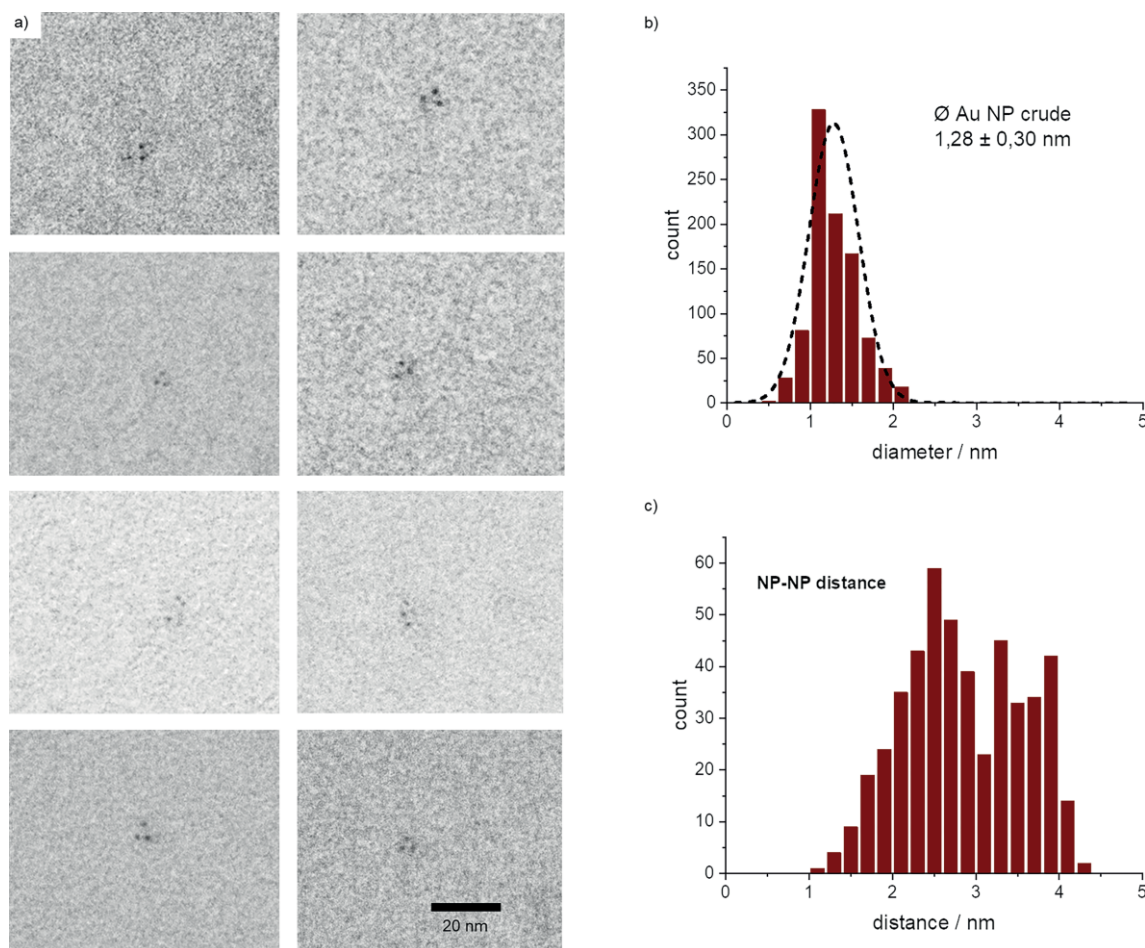 a)
20 nm
b)
Ø Au NP crude
1,28 ± 0,30 nm
count
350
300
250
200
150
100
50
0
0 1 2 3 4 5
diameter / nm
c)
NP-NP distance
count
60
50
40
30
20
10
0
0 1 2 3 4 5
distance / nm